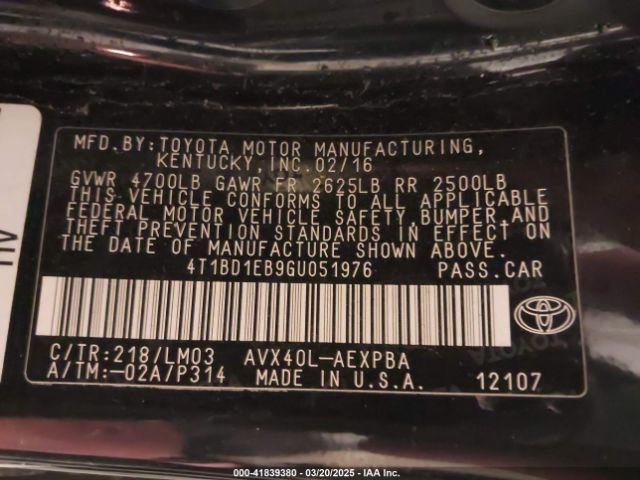 MFD. BY: TOYOTA MOTOR MANUFACTURING,
KENTUCKY, INC. 02/16
GVWR 4700LB GAWR FR 2625LB RR 2500LB
THIS VEHICLE CONFORMS TO ALL APPLICABLE
FEDERAL MOTOR VEHICLE SAFETY, BUMPER, AND
THEFT PREVENTION STANDARDS IN EFFECT ON
THE DATE OF MANUFACTURE SHOWN ABOVE.
4T1BD1EB9GU051976 PASS.CAR
C/TR:218/LM03 AVX40L-AEXPBA
A/TM:-02A/P314 MADE IN U.S.A. 12107
00-41839380 - 03/20/2025 - IAA Inc.